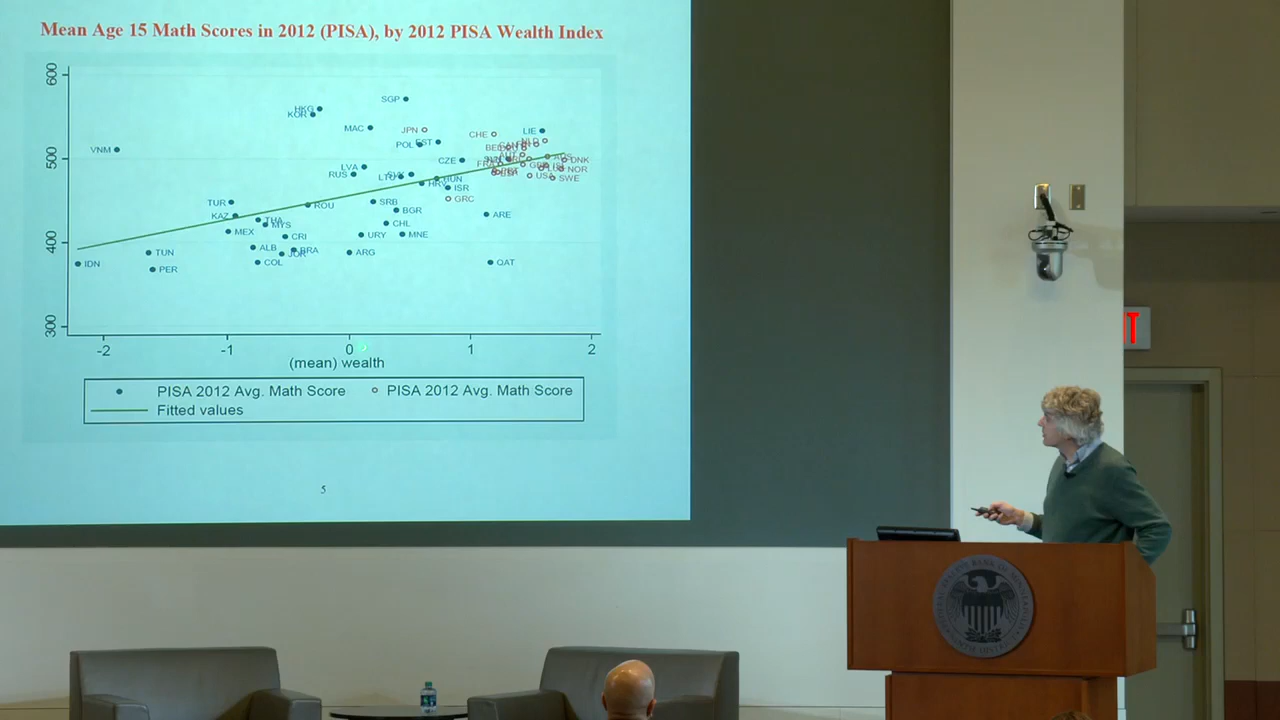 Mean Age 15 Math Scores in 2012 (PISA), by 2012 PISA Wealth Index
600
SGP
HKG
KOR
MAC
JPN
CHE
LIE
VNM
POL
EST
500
CZE
DNK
LVA
RUS
NOR
SWE
HUN
HRV
ISR
USA
GRC
TUR
ROU
SRB
BGR
ARE
KAZ
THA
MYS
CHL
MEX
CRI
URY
MNE
400
ALB
BRA
JOR
ARG
TUN
COL
QAT
IDN
PER
300
-2
-1
0
1
2
(mean) wealth
PISA 2012 Avg. Math Score
PISA 2012 Avg. Math Score
Fitted values
5